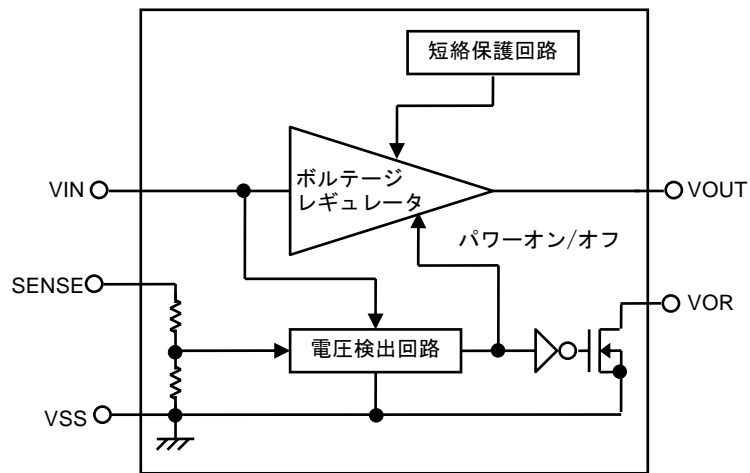 短絡保護回路
VIN
ボルテージ
レギュレータ
VOUT
パワーオン/オフ
SENSE
VOR
電圧検出回路
VSS